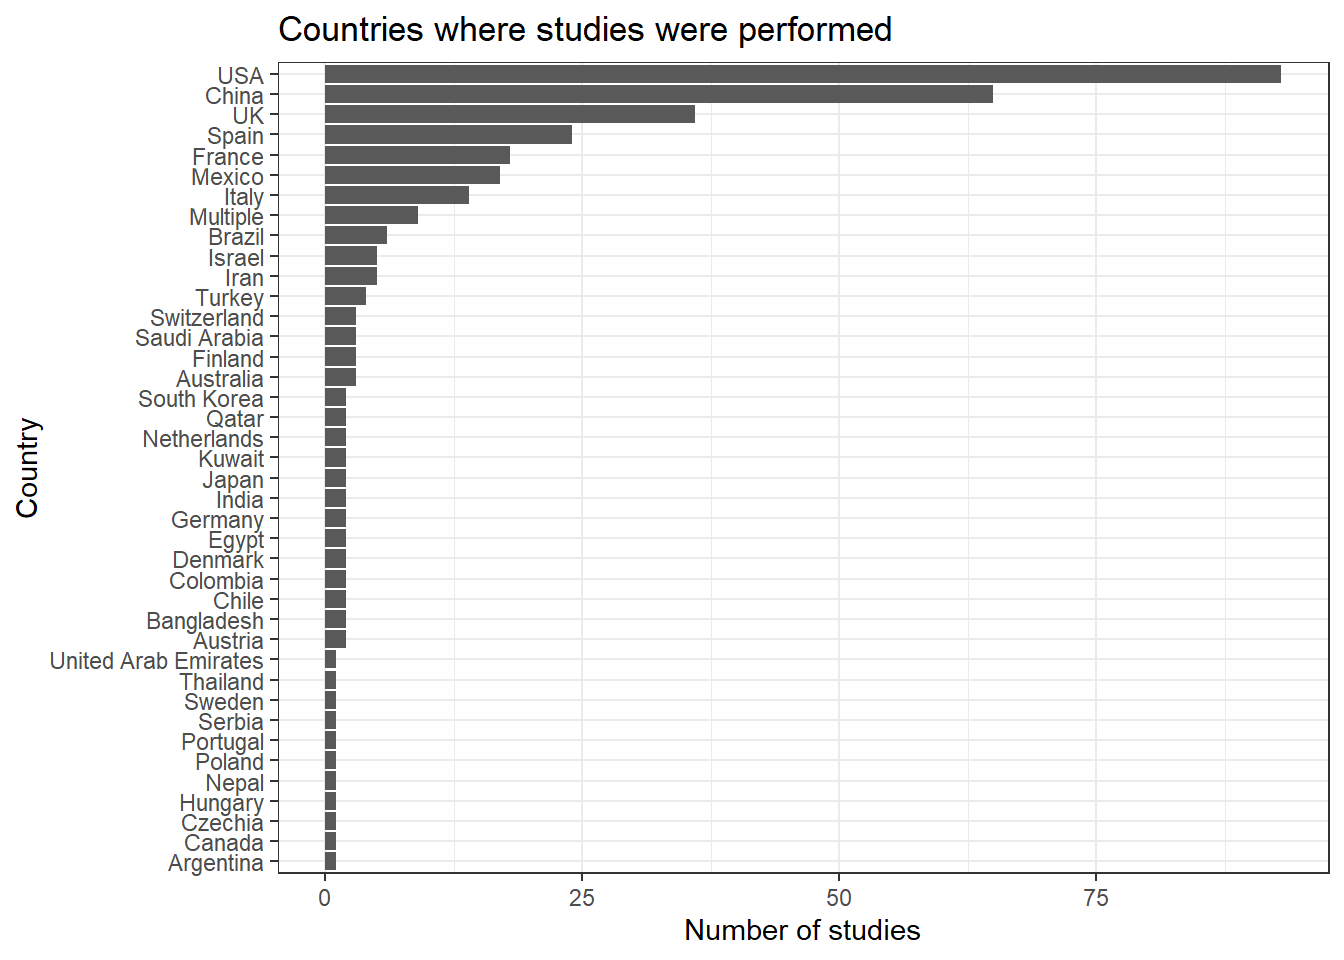 Countries where studies were performed
USA
China
UK
Spain
France
Mexico
Italy
Multiple
Brazil
Israel
Iran
Turkey
Switzerland
Saudi Arabia
Finland
Australia
South Korea
Qatar
Netherlands
Kuwait
Japan
India
Germany
Egypt
Denmark
Colombia
Chile
Bangladesh
Austria
United Arab Emirates
Thailand
Sweden
Serbia
Portugal
Poland
Nepal
Hungary
Czechia
Canada
Argentina
Country
0 25 50 75
Number of studies